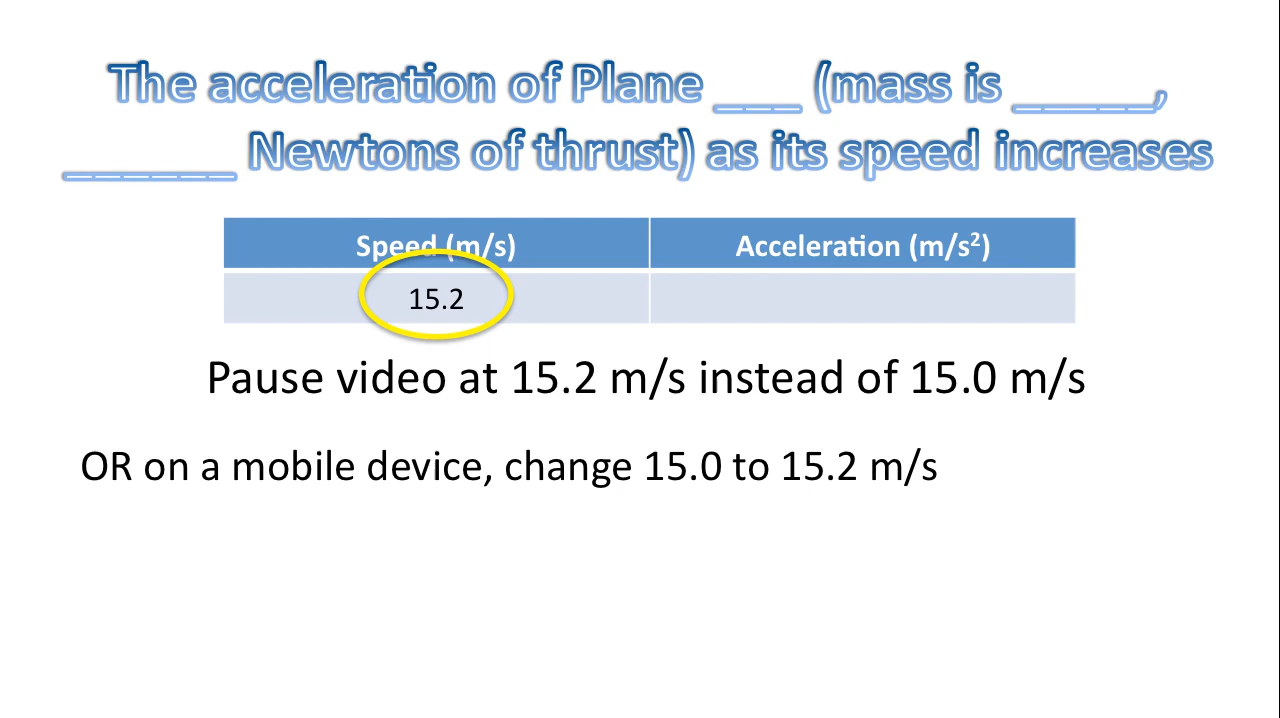 The acceleration of Plane ___ (mass is _____,
______ Newtons of thrust) as its speed increases
Speed (m/s) Acceleration (m/s²)
15.2
Pause video at 15.2 m/s instead of 15.0 m/s
OR on a mobile device, change 15.0 to 15.2 m/s